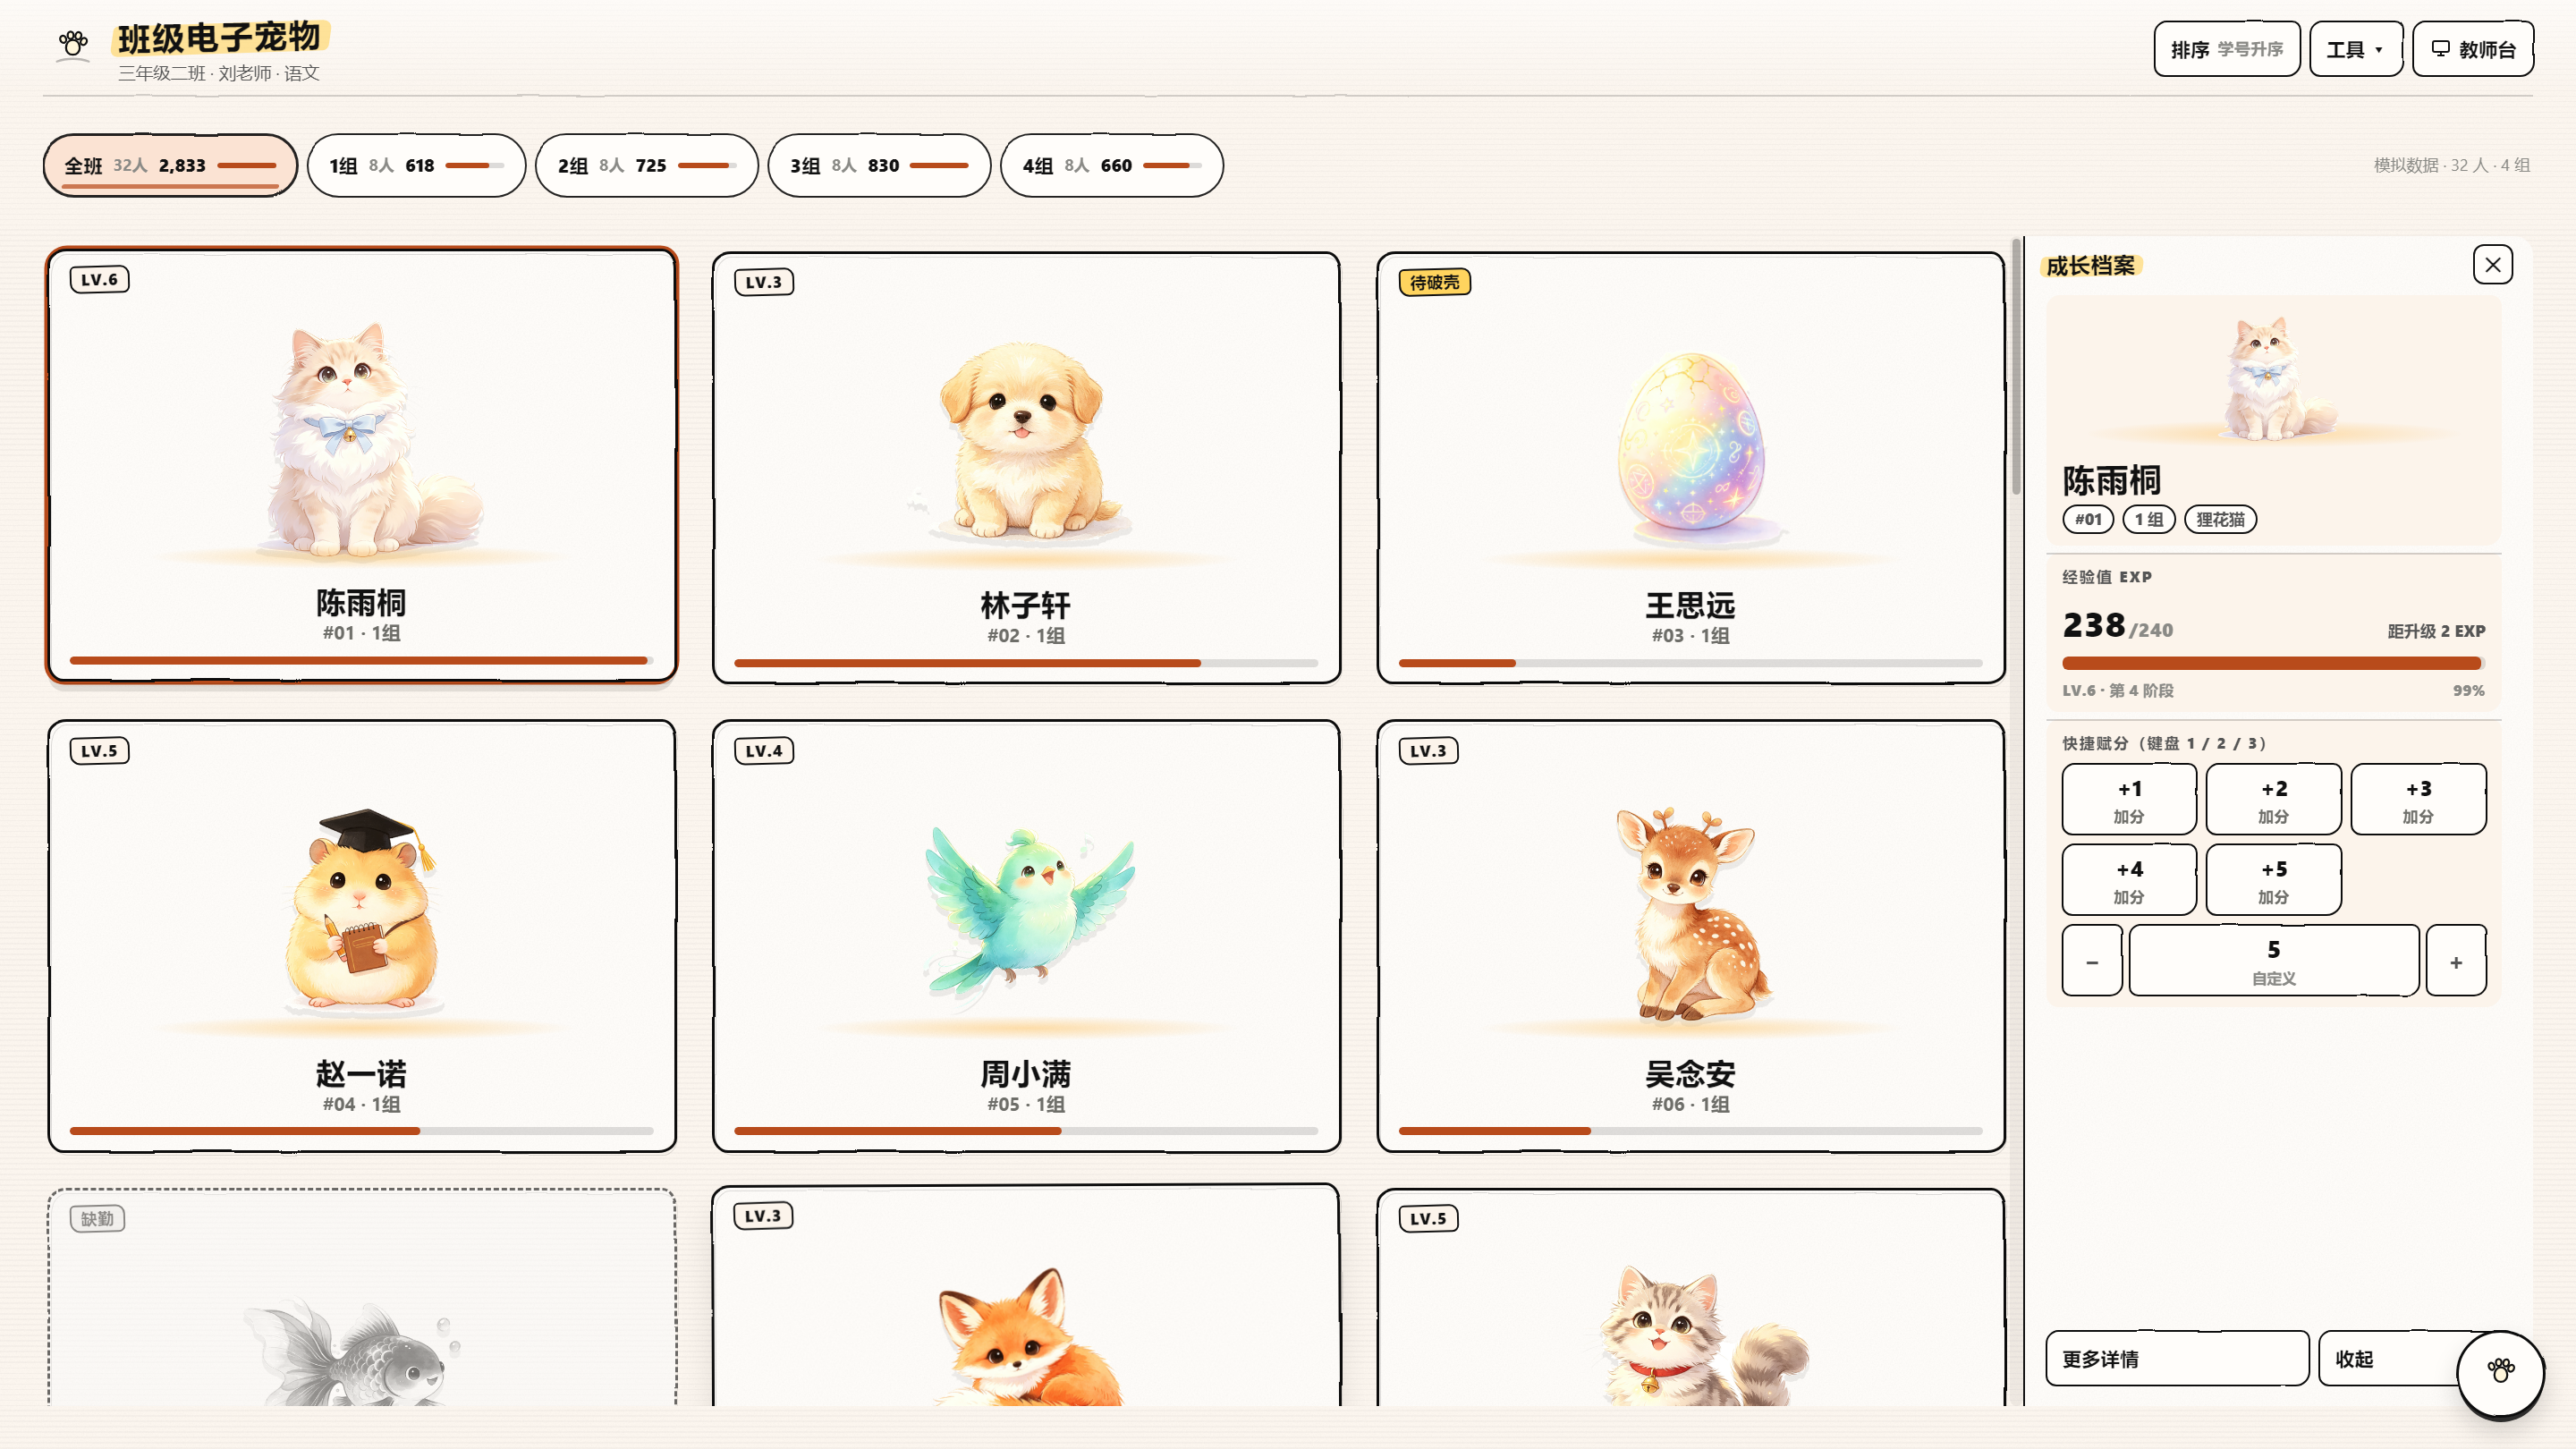 班级电子宠物
三年级二班 · 刘老师 · 语文
排序 学号升序
工具 ▾
教师台
全班 32人 2,833
1组 8人 618
2组 8人 725
3组 8人 830
4组 8人 660
模拟数据 · 32 人 · 4 组
LV.6
陈雨桐
#01 · 1组
LV.3
林子轩
#02 · 1组
待破壳
王思远
#03 · 1组
LV.5
赵一诺
#04 · 1组
LV.4
周小满
#05 · 1组
LV.3
吴念安
#06 · 1组
缺勤
LV.3
LV.5
成长档案
陈雨桐
#01 1 组 狸花猫
经验值 EXP
238/240 距升级 2 EXP
LV.6 · 第 4 阶段 99%
快捷赋分（键盘 1 / 2 / 3）
+1 加分
+2 加分
+3 加分
+4 加分
+5 加分
−
5
自定义
+
更多详情
收起